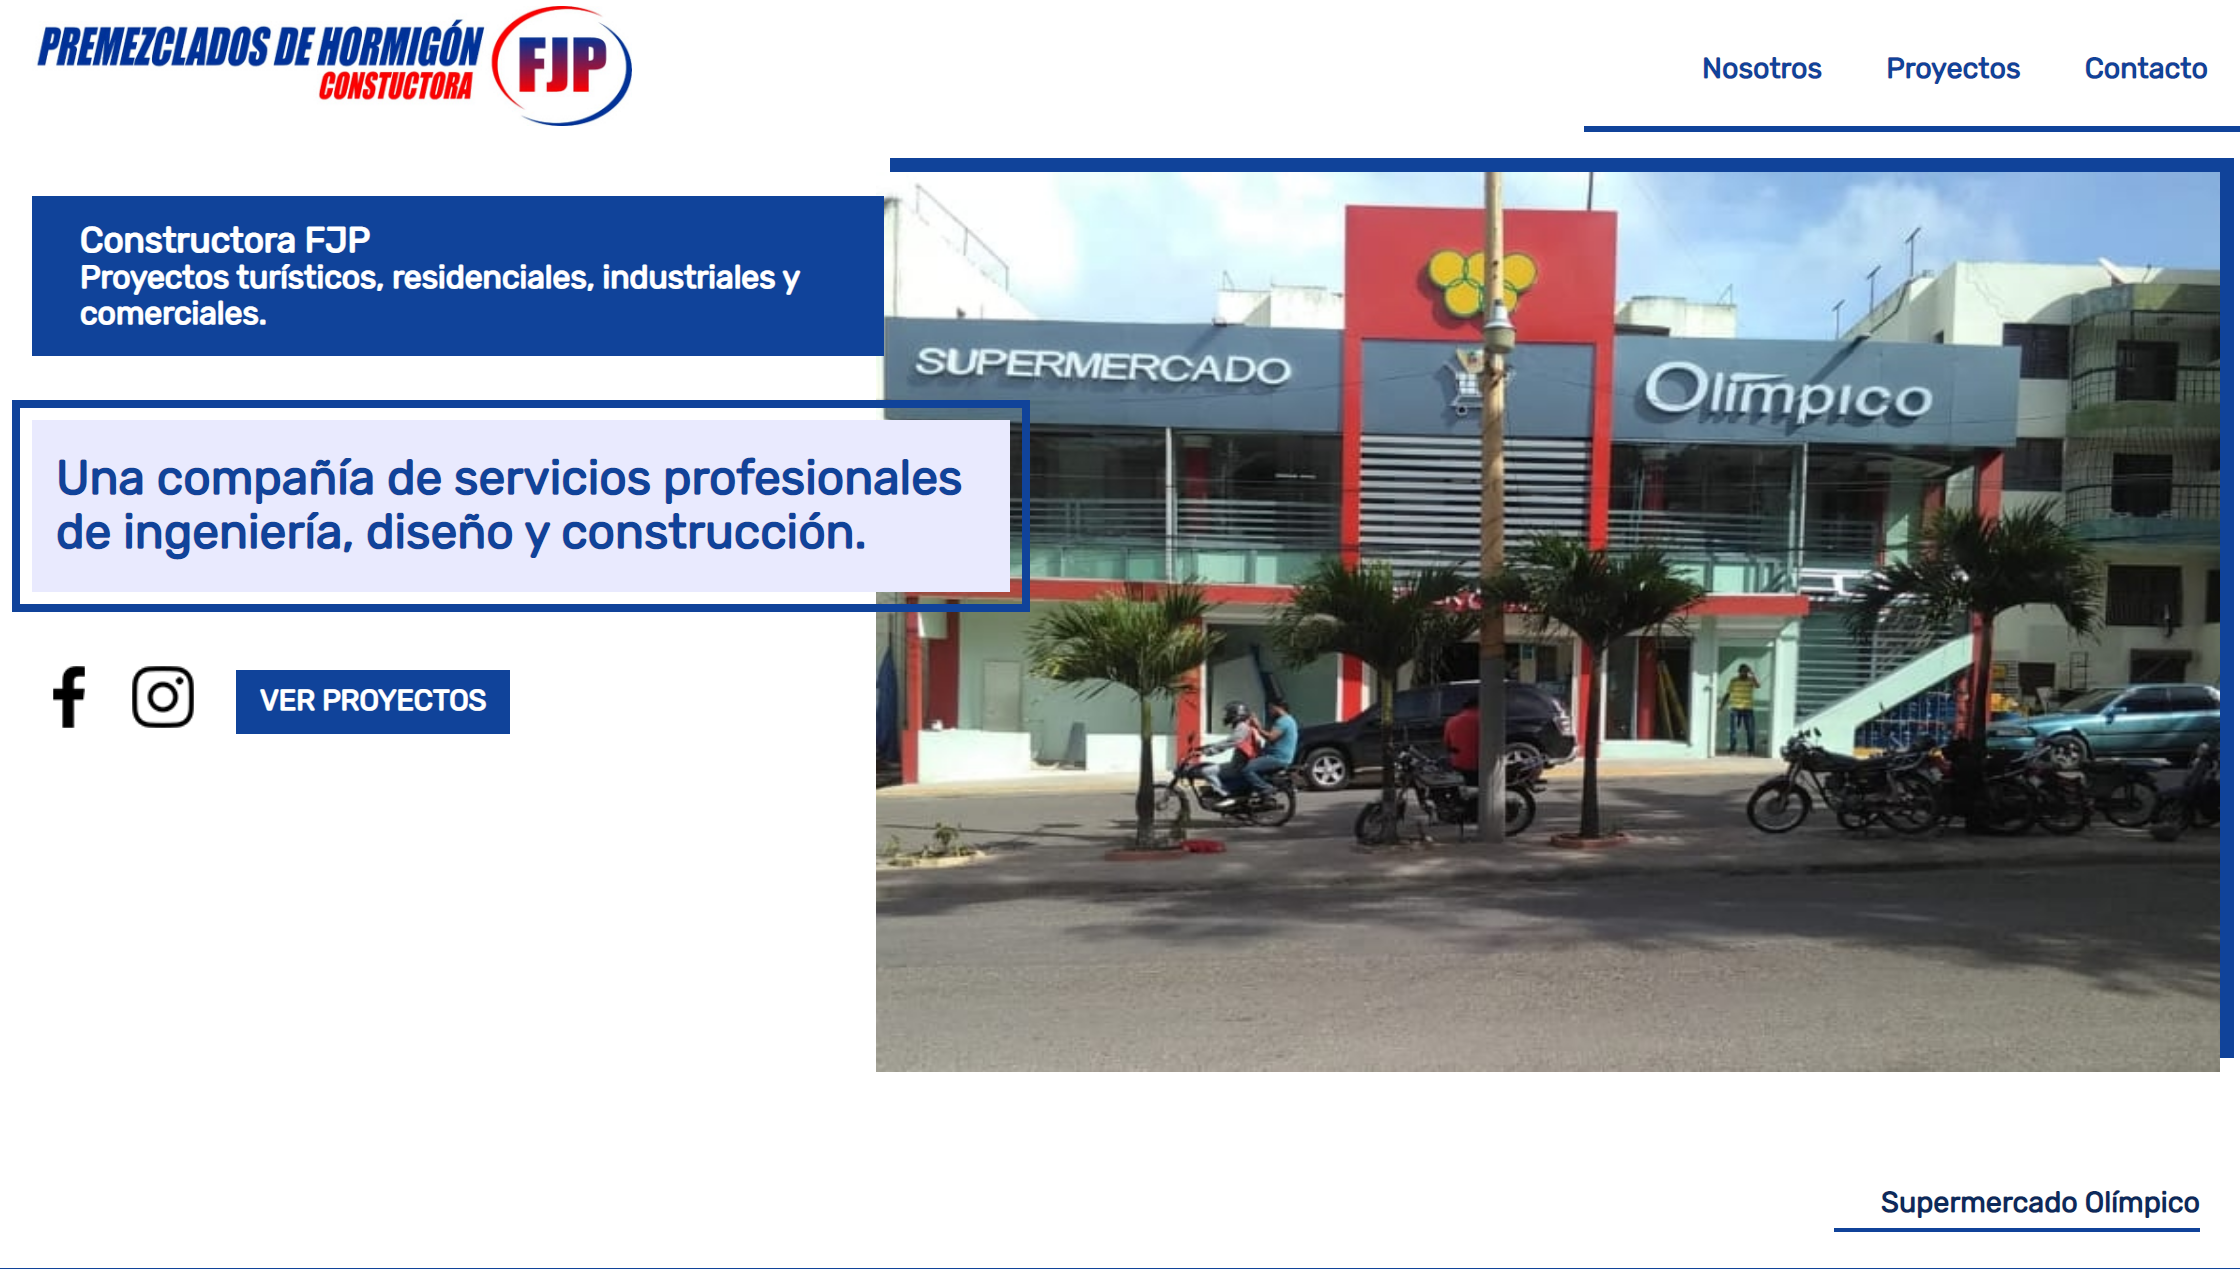 PREMEZCLADOS DE HORMIGÓN
CONSTUCTORA
FJP
Nosotros
Proyectos
Contacto
Constructora FJP
Proyectos turísticos, residenciales, industriales y
comerciales.
SUPERMERCADO
Olímpico
Una compañía de servicios profesionales
de ingeniería, diseño y construcción.
VER PROYECTOS
Supermercado Olímpico